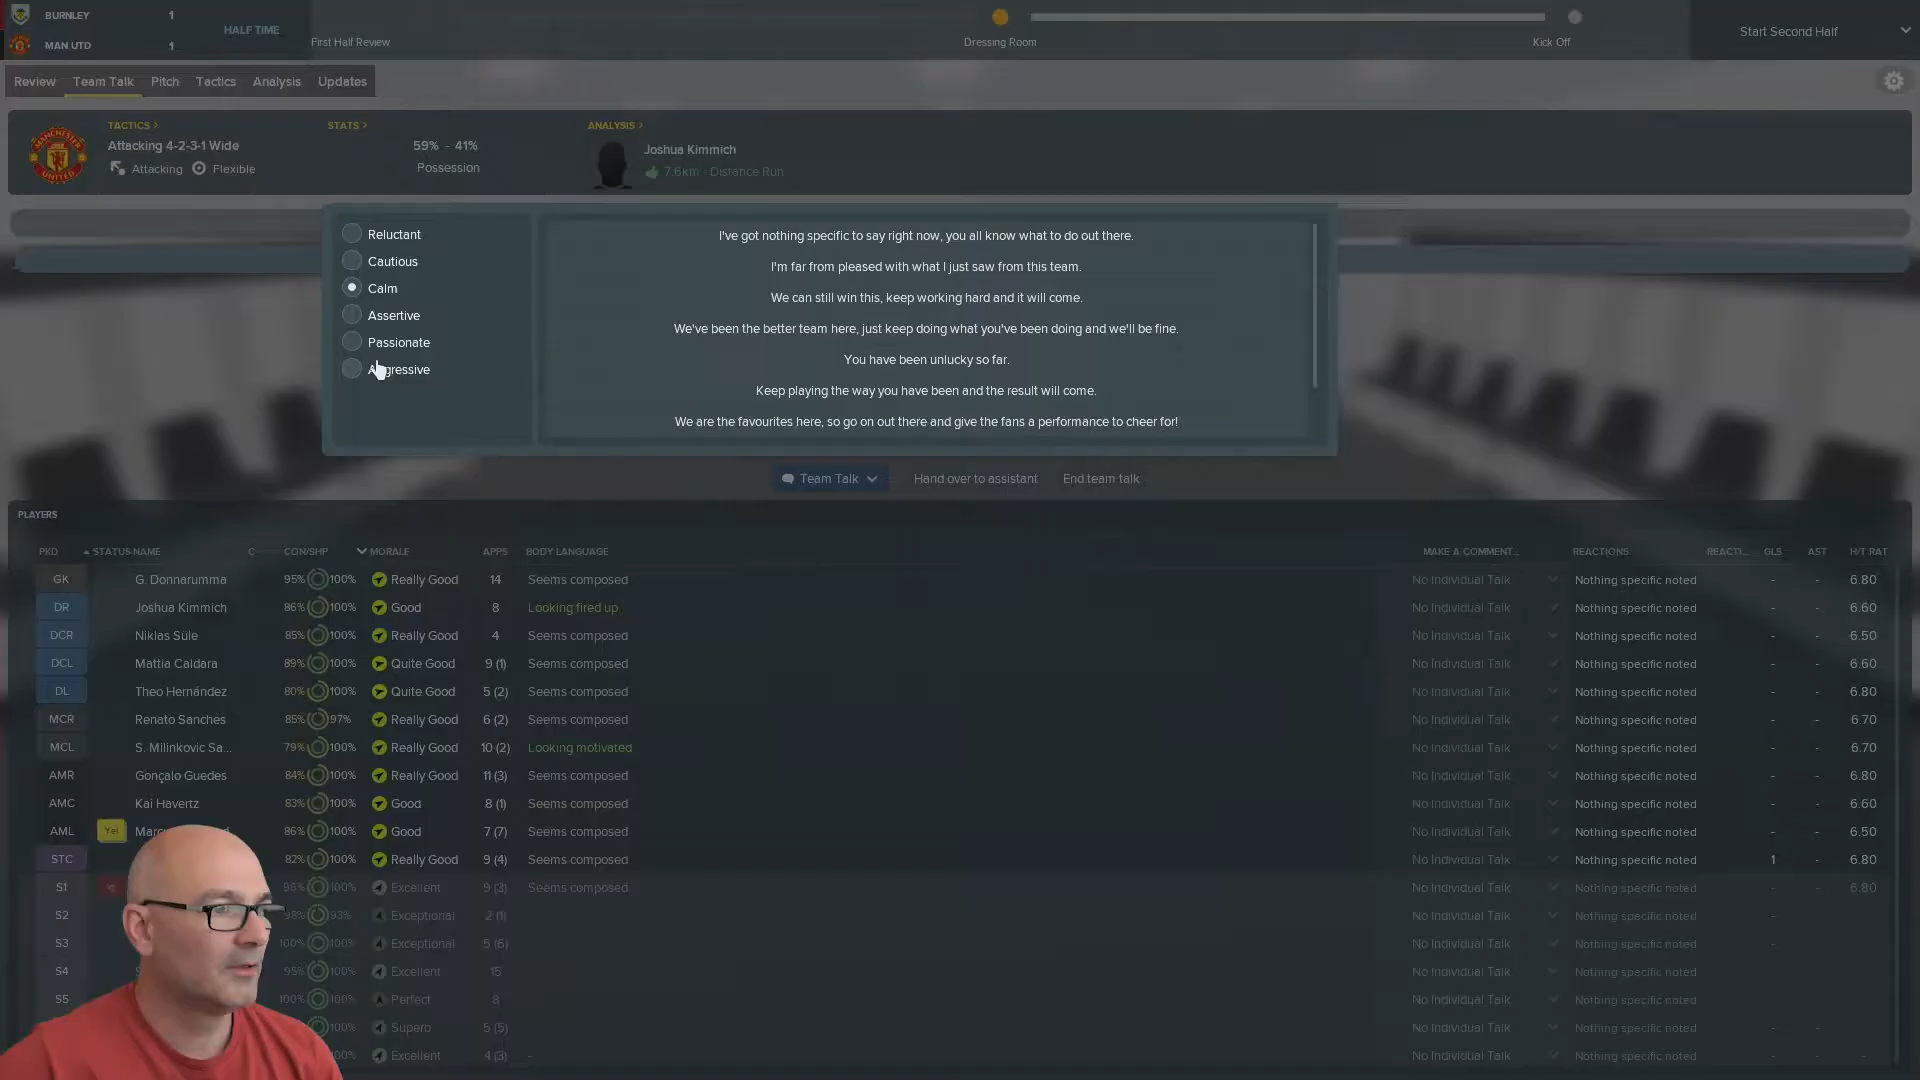 BURNLEY 1
MAN UTD 1
HALF TIME
First Half Review
Dressing Room
Kick Off
Start Second Half
Review Team Talk Pitch Tactics Analysis Updates
TACTICS >
Attacking 4-2-3-1 Wide
Attacking Flexible
STATS >
59% - 41%
Possession
ANALYSIS >
Joshua Kimmich
7.6km - Distance Run
Reluctant
Cautious
Calm
Assertive
Passionate
Aggressive
I've got nothing specific to say right now, you all know what to do out there.
I'm far from pleased with what I just saw from this team.
We can still win this, keep working hard and it will come.
We've been the better team here, just keep doing what you've been doing and we'll be fine.
You have been unlucky so far.
Keep playing the way you have been and the result will come.
We are the favourites here, so go on out there and give the fans a performance to cheer for!
Team Talk Hand over to assistant End team talk
PLAYERS
PKD STATUS NAME C CON/SHP MORALE APPS BODY LANGUAGE MAKE A COMMENT... REACTIONS REACTI... GLS AST H/T RAT
GK G. Donnarumma 95% 100% Really Good 14 Seems composed No Individual Talk Nothing specific noted - - 6.80
DR Joshua Kimmich 86% 100% Good 8 Looking fired up No Individual Talk Nothing specific noted - - 6.60
DCR Niklas Süle 85% 100% Really Good 4 Seems composed No Individual Talk Nothing specific noted - - 6.50
DCL Mattia Caldara 89% 100% Quite Good 9 (1) Seems composed No Individual Talk Nothing specific noted - - 6.60
DL Theo Hernández 80% 100% Quite Good 5 (2) Seems composed No Individual Talk Nothing specific noted - - 6.80
MCR Renato Sanches 85% 97% Really Good 6 (2) Seems composed No Individual Talk Nothing specific noted - - 6.70
MCL S. Milinkovic Sa... 79% 100% Really Good 10 (2) Looking motivated No Individual Talk Nothing specific noted - - 6.70
AMR Gonçalo Guedes 84% 100% Really Good 11 (3) Seems composed No Individual Talk Nothing specific noted - - 6.80
AMC Kai Havertz 83% 100% Good 8 (1) Seems composed No Individual Talk Nothing specific noted - - 6.60
AML Yel 86% 100% Good 7 (7) Seems composed No Individual Talk Nothing specific noted - - 6.50
STC 82% 100% Really Good 9 (4) Seems composed No Individual Talk Nothing specific noted 1 - 6.80
S1 96% 100% Excellent 9 (3) Seems composed No Individual Talk Nothing specific noted - - 6.80
S2 98% 93% Exceptional 2 (1) No Individual Talk Nothing specific noted -
S3 100% 100% Exceptional 5 (6) No Individual Talk Nothing specific noted -
S4 95% 100% Excellent 15 No Individual Talk Nothing specific noted - -
S5 100% 100% Perfect 8 No Individual Talk Nothing specific noted - -
100% Superb 5 (5) No Individual Talk Nothing specific noted - - -
100% Excellent 4 (3) - No Individual Talk Nothing specific noted - - -